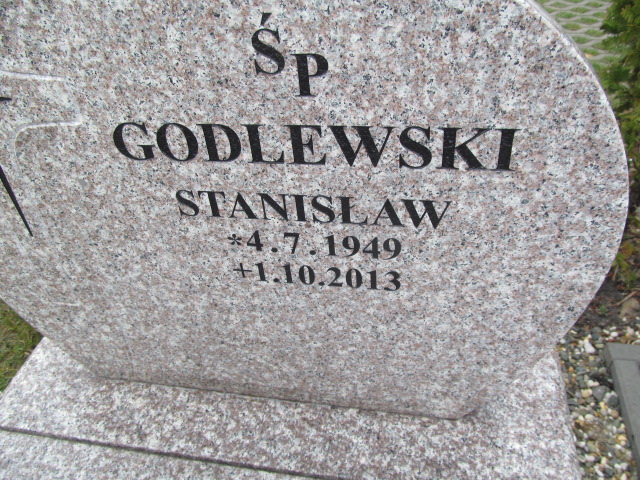 ŚP
GODLEWSKI
STANISŁAW
*4.7.1949
+1.10.2013